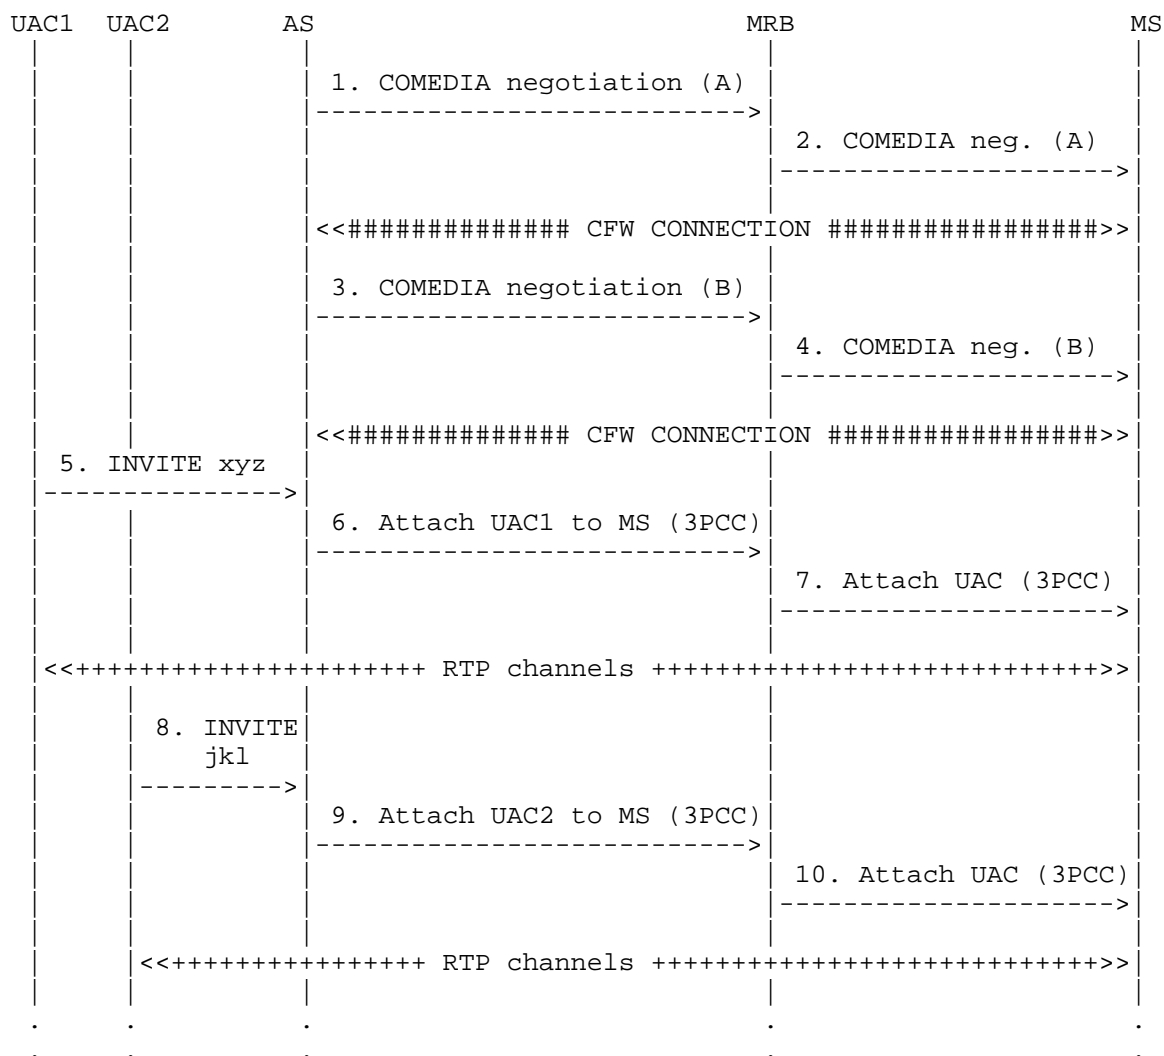 UAC1 UAC2 AS MRB MS
1. COMEDIA negotiation (A)
2. COMEDIA neg. (A)
<<############## CFW CONNECTION #################>>
3. COMEDIA negotiation (B)
4. COMEDIA neg. (B)
<<############## CFW CONNECTION #################>>
5. INVITE xyz
6. Attach UAC1 to MS (3PCC)
7. Attach UAC (3PCC)
<<++++++++++++++++++++++ RTP channels ++++++++++++++++++++++++++++>>
8. INVITE
jkl
9. Attach UAC2 to MS (3PCC)
10. Attach UAC (3PCC)
<<++++++++++++++++ RTP channels ++++++++++++++++++++++++++++>>